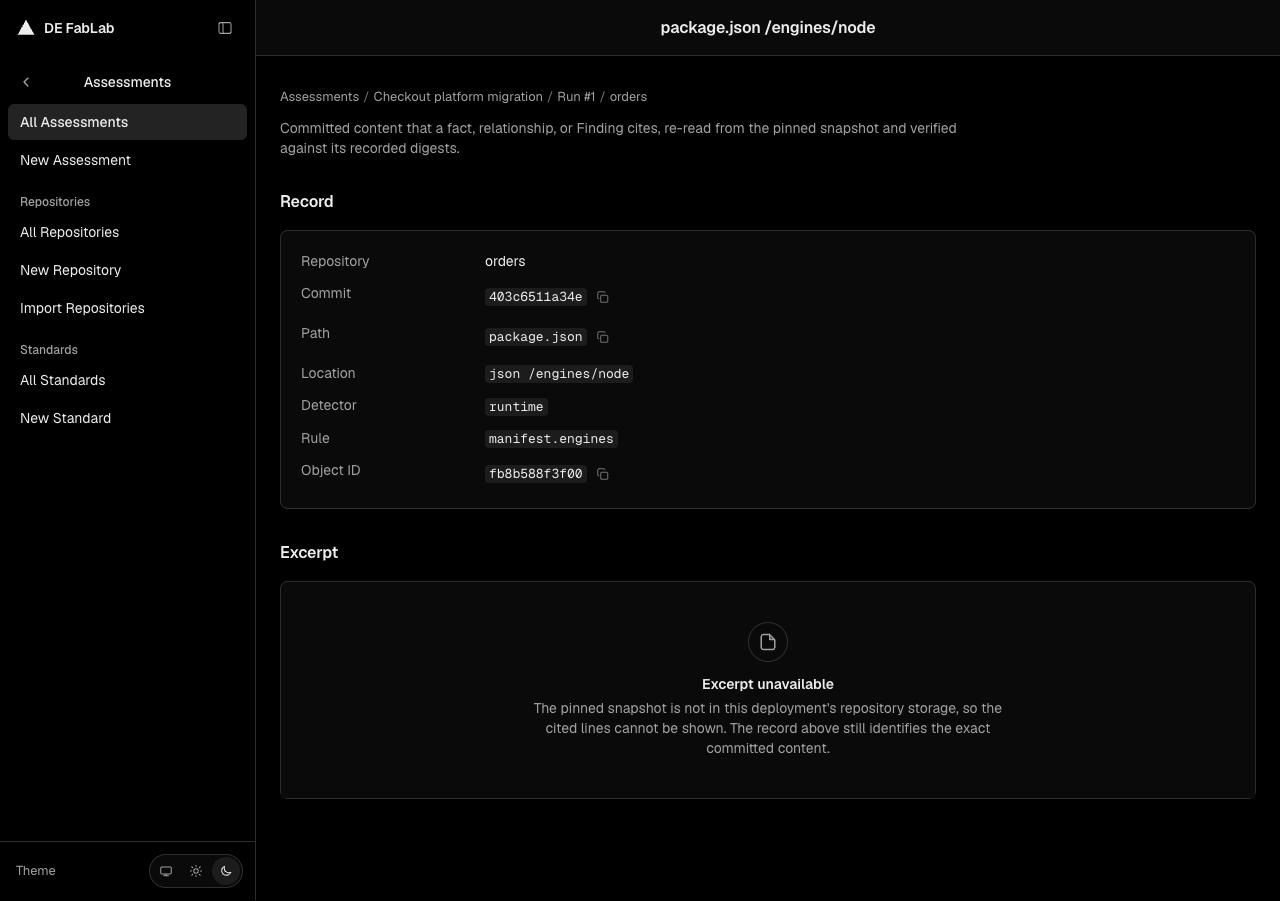 DE FabLab
Assessments
All Assessments
New Assessment
Repositories
All Repositories
New Repository
Import Repositories
Standards
All Standards
New Standard
Theme
package.json /engines/node
Assessments / Checkout platform migration / Run #1 / orders
Committed content that a fact, relationship, or Finding cites, re-read from the pinned snapshot and verified
against its recorded digests.
Record
Repository orders
Commit 403c6511a34e
Path package.json
Location json /engines/node
Detector runtime
Rule manifest.engines
Object ID fb8b588f3f00
Excerpt
Excerpt unavailable
The pinned snapshot is not in this deployment's repository storage, so the
cited lines cannot be shown. The record above still identifies the exact
committed content.